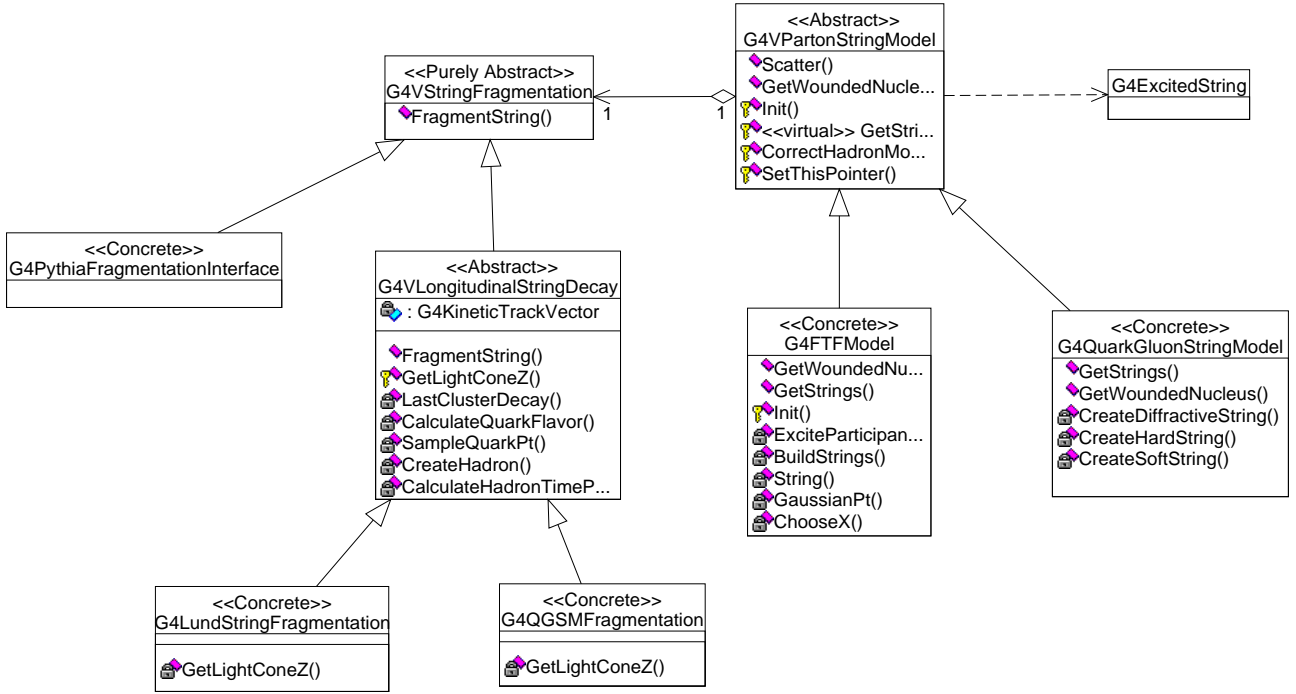 <<Purely Abstract>>
G4VStringFragmentation
FragmentString()
1
1
<<Abstract>>
G4VPartonStringModel
Scatter()
GetWoundedNucle...
Init()
<<virtual>> GetStri...
CorrectHadronMo...
SetThisPointer()
G4ExcitedString
<<Concrete>>
G4PythiaFragmentationInterface
<<Abstract>>
G4VLongitudinalStringDecay
: G4KineticTrackVector
FragmentString()
GetLightConeZ()
LastClusterDecay()
CalculateQuarkFlavor()
SampleQuarkPt()
CreateHadron()
CalculateHadronTimeP...
<<Concrete>>
G4FTFModel
GetWoundedNu...
GetStrings()
Init()
ExciteParticipan...
BuildStrings()
String()
GaussianPt()
ChooseX()
<<Concrete>>
G4QuarkGluonStringModel
GetStrings()
GetWoundedNucleus()
CreateDiffractiveString()
CreateHardString()
CreateSoftString()
<<Concrete>>
G4LundStringFragmentation
GetLightConeZ()
<<Concrete>>
G4QGSMFragmentation
GetLightConeZ()